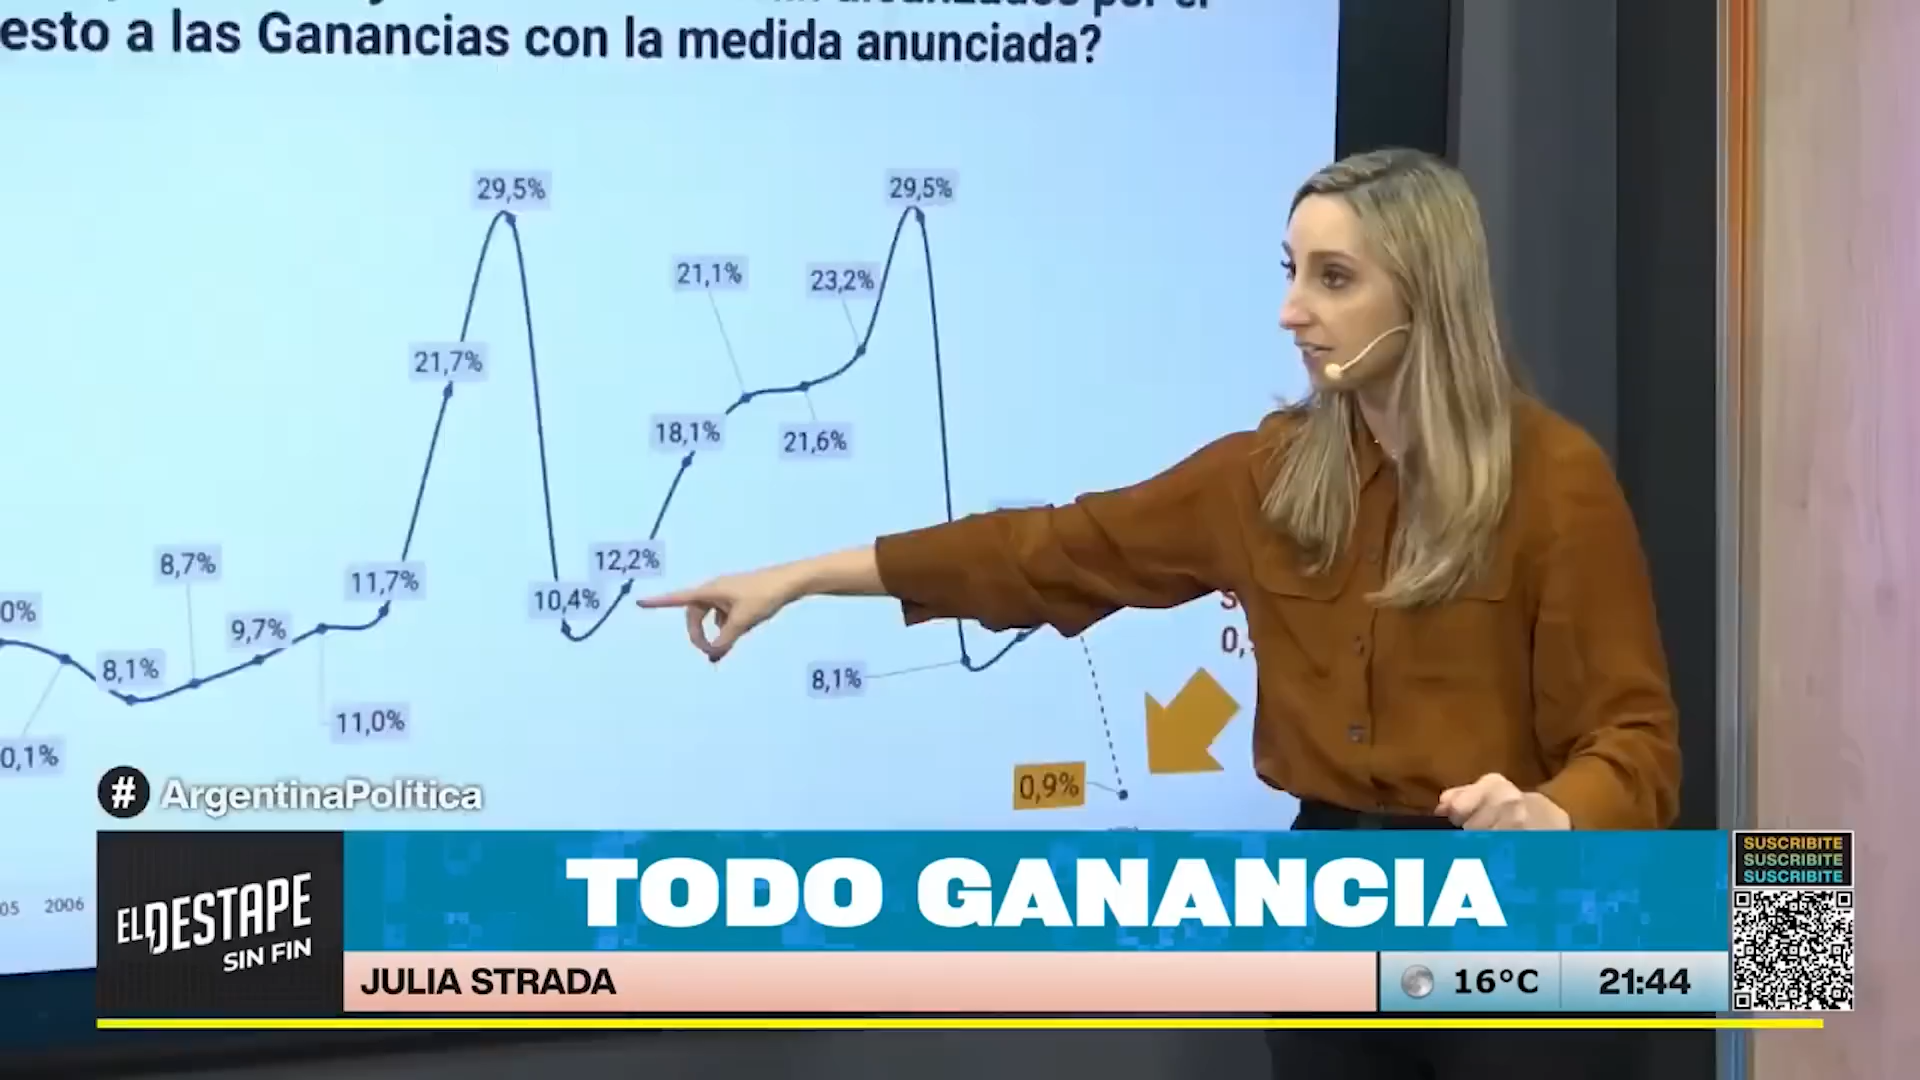 esto a las Ganancias con la medida anunciada?
29,5%
29,5%
21,1%
23,2%
21,7%
18,1%
21,6%
8,7%
12,2%
11,7%
10,4%
0%
9,7%
8,1%
8,1%
11,0%
0,1%
0,9%
# ArgentinaPolítica
05 2006
EL DESTAPE
SIN FIN
TODO GANANCIA
JULIA STRADA
16°C
21:44
SUSCRIBITE
SUSCRIBITE
SUSCRIBITE